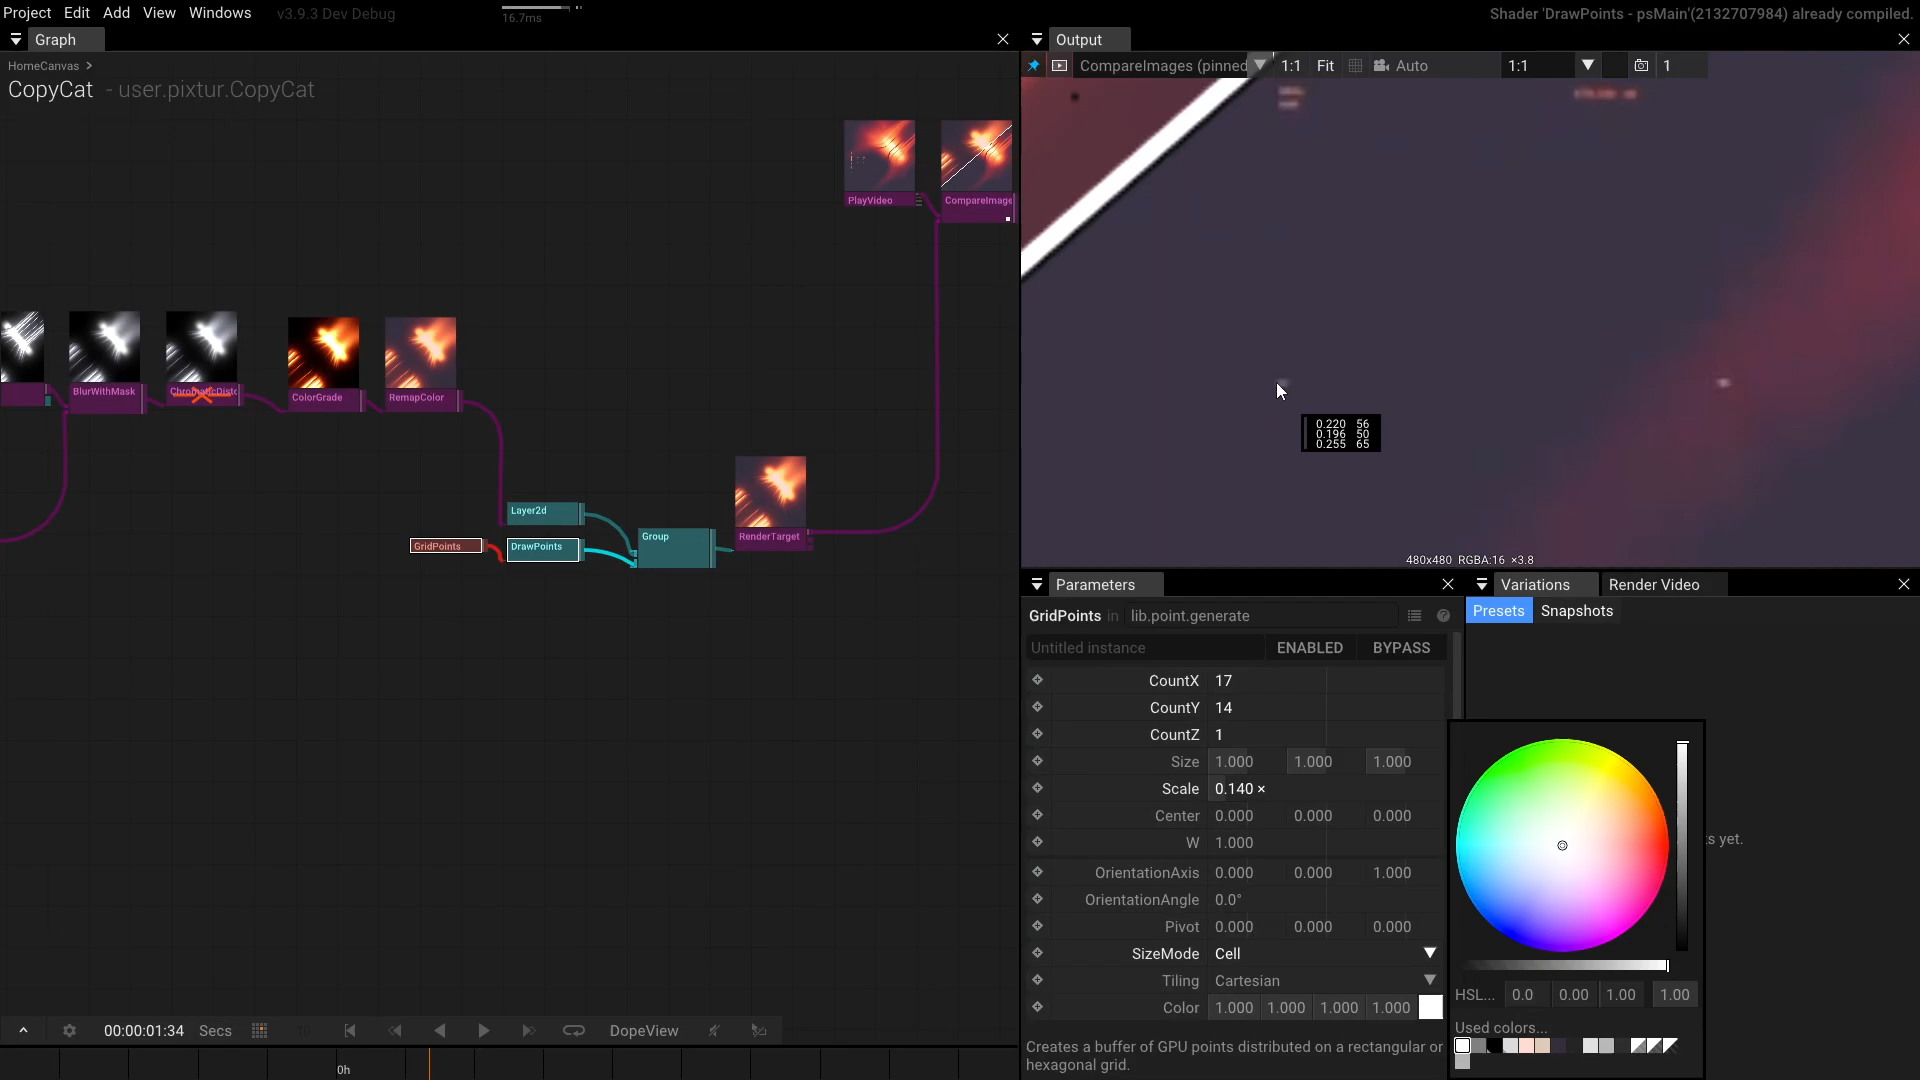 Project Edit Add View Windows v3.9.3 Dev Debug 16.7ms Shader 'DrawPoints - psMain'(2132707984) already compiled.
Graph
Output
HomeCanvas >
CopyCat - user.pixtur.CopyCat
CompareImages (pinned 1:1 Fit Auto 1:1 1
PlayVideo CompareImage
BlurWithMask
ColorGrade RemapColor
0.220 56
0.196 50
0.255 65
Layer2d
GridPoints DrawPoints Group RenderTarget
480x480 RGBA:16 ×3.8
Parameters
Variations Render Video
GridPoints in lib.point.generate
Presets Snapshots
Untitled instance ENABLED BYPASS
CountX 17
CountY 14
CountZ 1
Size 1.000 1.000 1.000
Scale 0.140 ×
Center 0.000 0.000 0.000
W 1.000
s yet.
OrientationAxis 0.000 0.000 1.000
OrientationAngle 0.0°
Pivot 0.000 0.000 0.000
SizeMode Cell
Tiling Cartesian
Color 1.000 1.000 1.000 1.000
HSL... 0.0 0.00 1.00 1.00
Used colors...
00:00:01:34 Secs 10 DopeView
0h
Creates a buffer of GPU points distributed on a rectangular or
hexagonal grid.